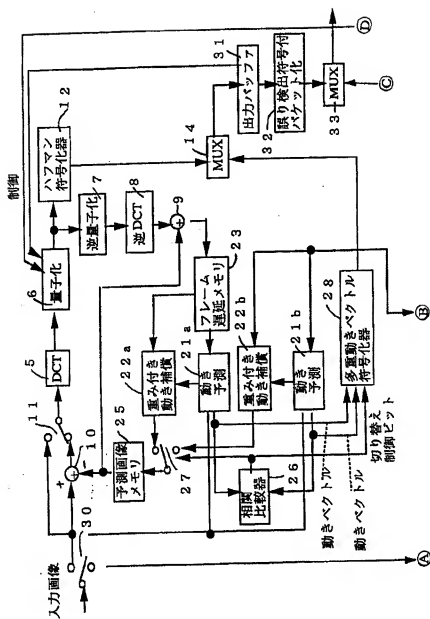 入力画像
30
+
10
-
11
5
DCT
6
量子化
制御
12
ハフマン
符号化器
逆量子化
7
逆DCT
8
+
9
14
MUX
出力バッファ
31
誤り検出符号付
パケット化
32
MUX
33
Ⓓ
Ⓒ
25
予測画像
メモリ
22a
重み付き
動き補償
フレーム
遅延メモリ
23
21a
動き
予測
27
22b
重み付き
動き補償
21b
動き
予測
26
相関
比較器
28
多重動きベクトル
符号化器
動きベクトル
動きベクトル
切り替え
制御ビット
Ⓐ
Ⓑ